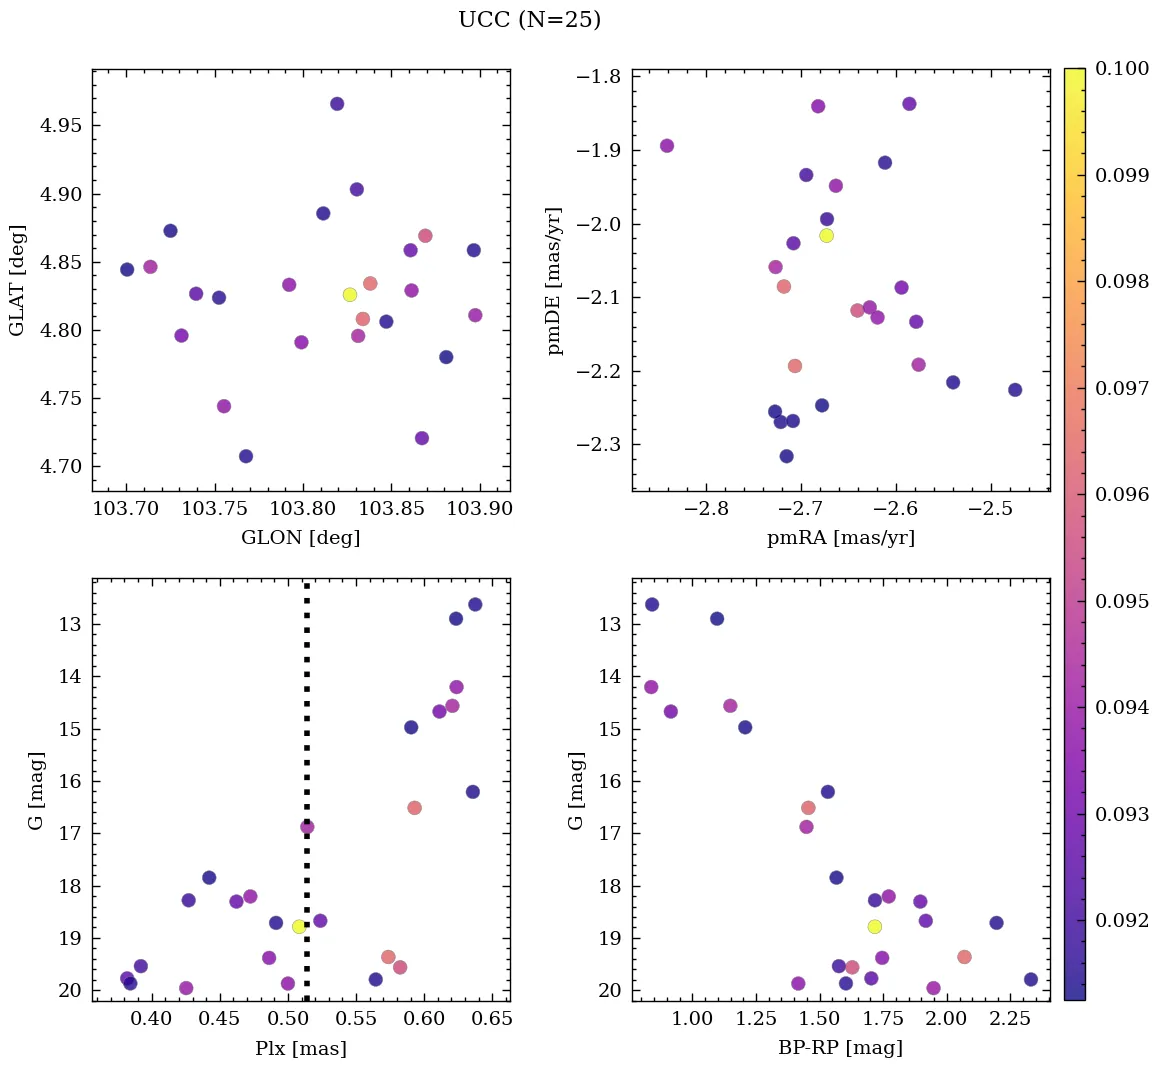 UCC (N=25)
4.95
4.90
4.85
4.80
4.75
4.70
GLAT [deg]
103.70 103.75 103.80 103.85 103.90
GLON [deg]
−1.8
−1.9
−2.0
−2.1
−2.2
−2.3
pmDE [mas/yr]
−2.8 −2.7 −2.6 −2.5
pmRA [mas/yr]
0.100
0.099
0.098
0.097
0.096
0.095
0.094
0.093
0.092
13
14
15
16
17
18
19
20
G [mag]
0.40 0.45 0.50 0.55 0.60 0.65
Plx [mas]
13
14
15
16
17
18
19
20
G [mag]
1.00 1.25 1.50 1.75 2.00 2.25
BP-RP [mag]